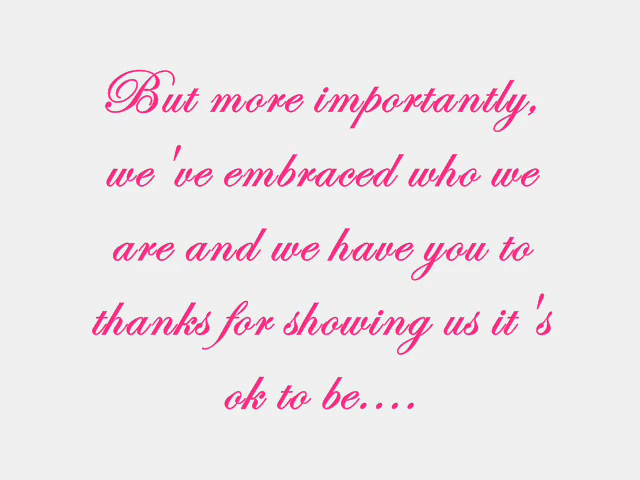 But more importantly,
we 've embraced who we
are and we have you to
thanks for showing us it 's
ok to be....